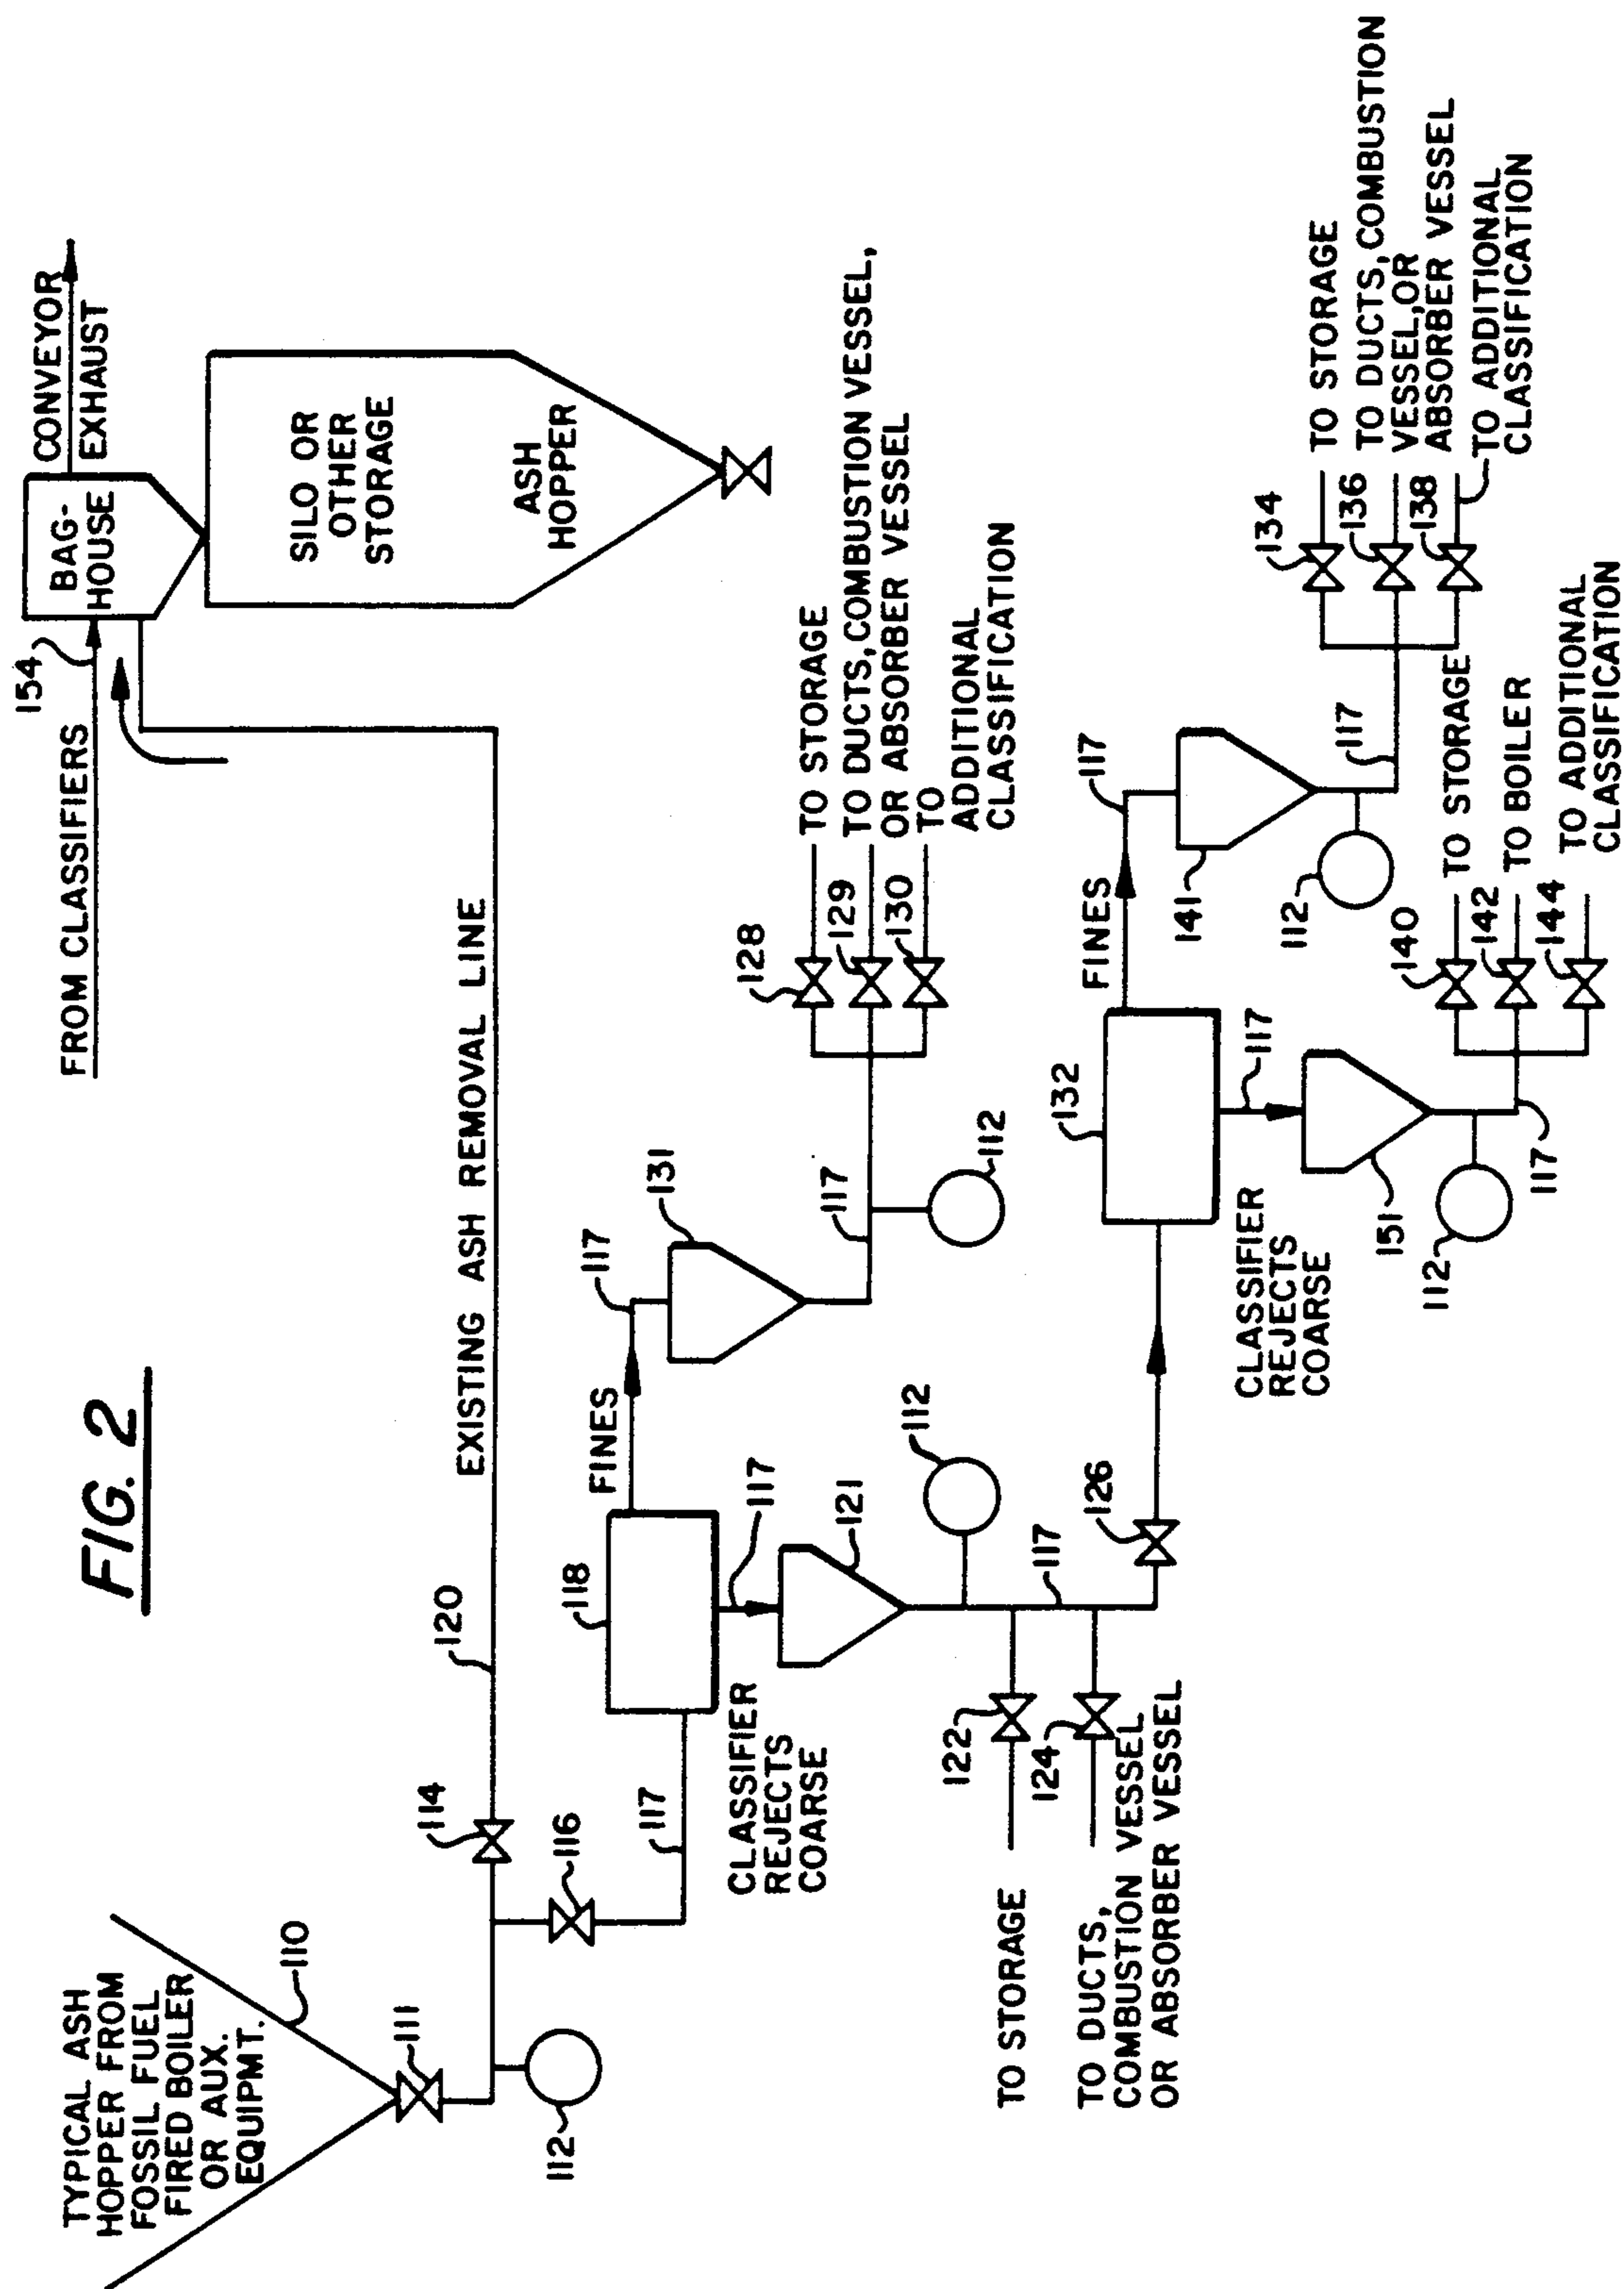 FIG. 2
TYPICAL ASH
HOPPER FROM
FOSSIL FUEL
FIRED BOILER
OR AUX.
EQUIPMT.
110
111
112
114
116
117
120
EXISTING ASH REMOVAL LINE
FROM CLASSIFIERS
154
BAG-
HOUSE
CONVEYOR
EXHAUST
SILO OR
OTHER
STORAGE
ASH
HOPPER
118
FINES
117
131
117
112
128
129
130
TO STORAGE
TO DUCTS, COMBUSTION VESSEL,
OR ABSORBER VESSEL
TO
ADDITIONAL
CLASSIFICATION
CLASSIFIER
REJECTS
COARSE
117
121
112
117
122
124
126
TO STORAGE
TO DUCTS,
COMBUSTION VESSEL
OR ABSORBER VESSEL
132
FINES
117
141
112
117
134
136
138
TO STORAGE
TO DUCTS, COMBUSTION
VESSEL, OR
ABSORBER VESSEL
TO ADDITIONAL
CLASSIFICATION
CLASSIFIER
REJECTS
COARSE
117
151
112
117
140
142
144
TO STORAGE
TO BOILER
TO ADDITIONAL
CLASSIFICATION